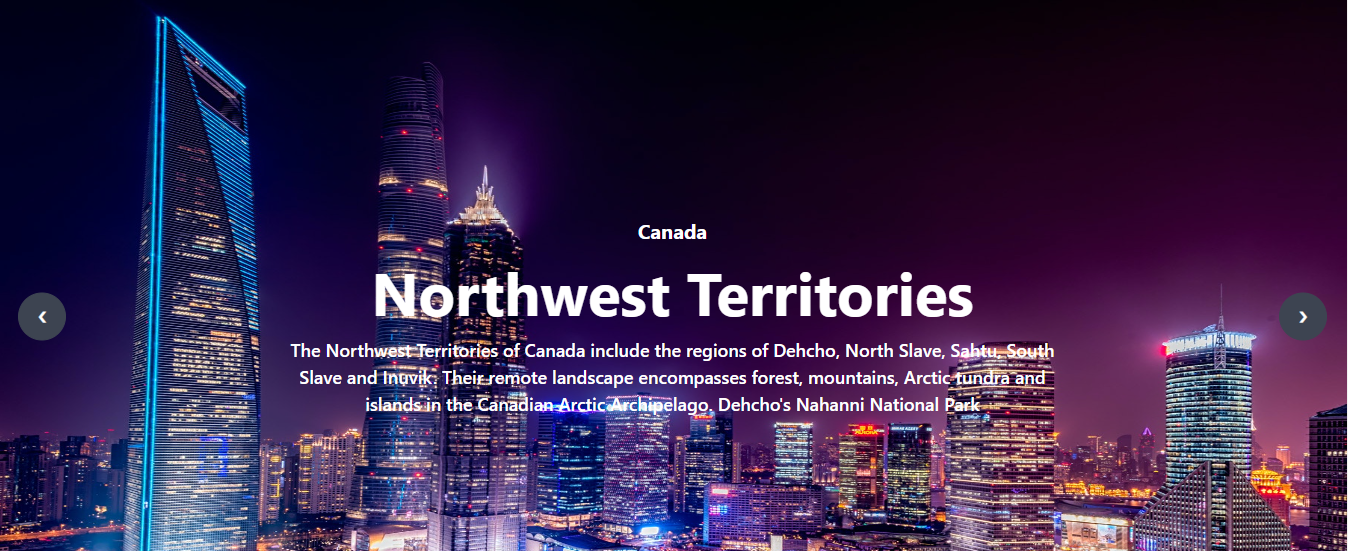 Canada
Northwest Territories
The Northwest Territories of Canada include the regions of Dehcho, North Slave, Sahtu, South
Slave and Inuvik. Their remote landscape encompasses forest, mountains, Arctic tundra and
islands in the Canadian Arctic Archipelago. Dehcho's Nahanni National Park